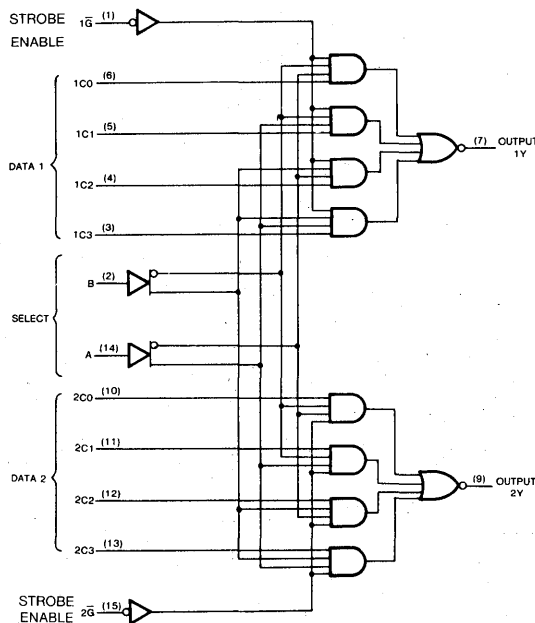 STROBE
ENABLE
1G̅ (1)
1C0 (6)
1C1 (5)
DATA 1
1C2 (4)
1C3 (3)
(7) OUTPUT
1Y
B (2)
SELECT
A (14)
2C0 (10)
2C1 (11)
DATA 2
2C2 (12)
2C3 (13)
(9) OUTPUT
2Y
STROBE
ENABLE
2G̅ (15)